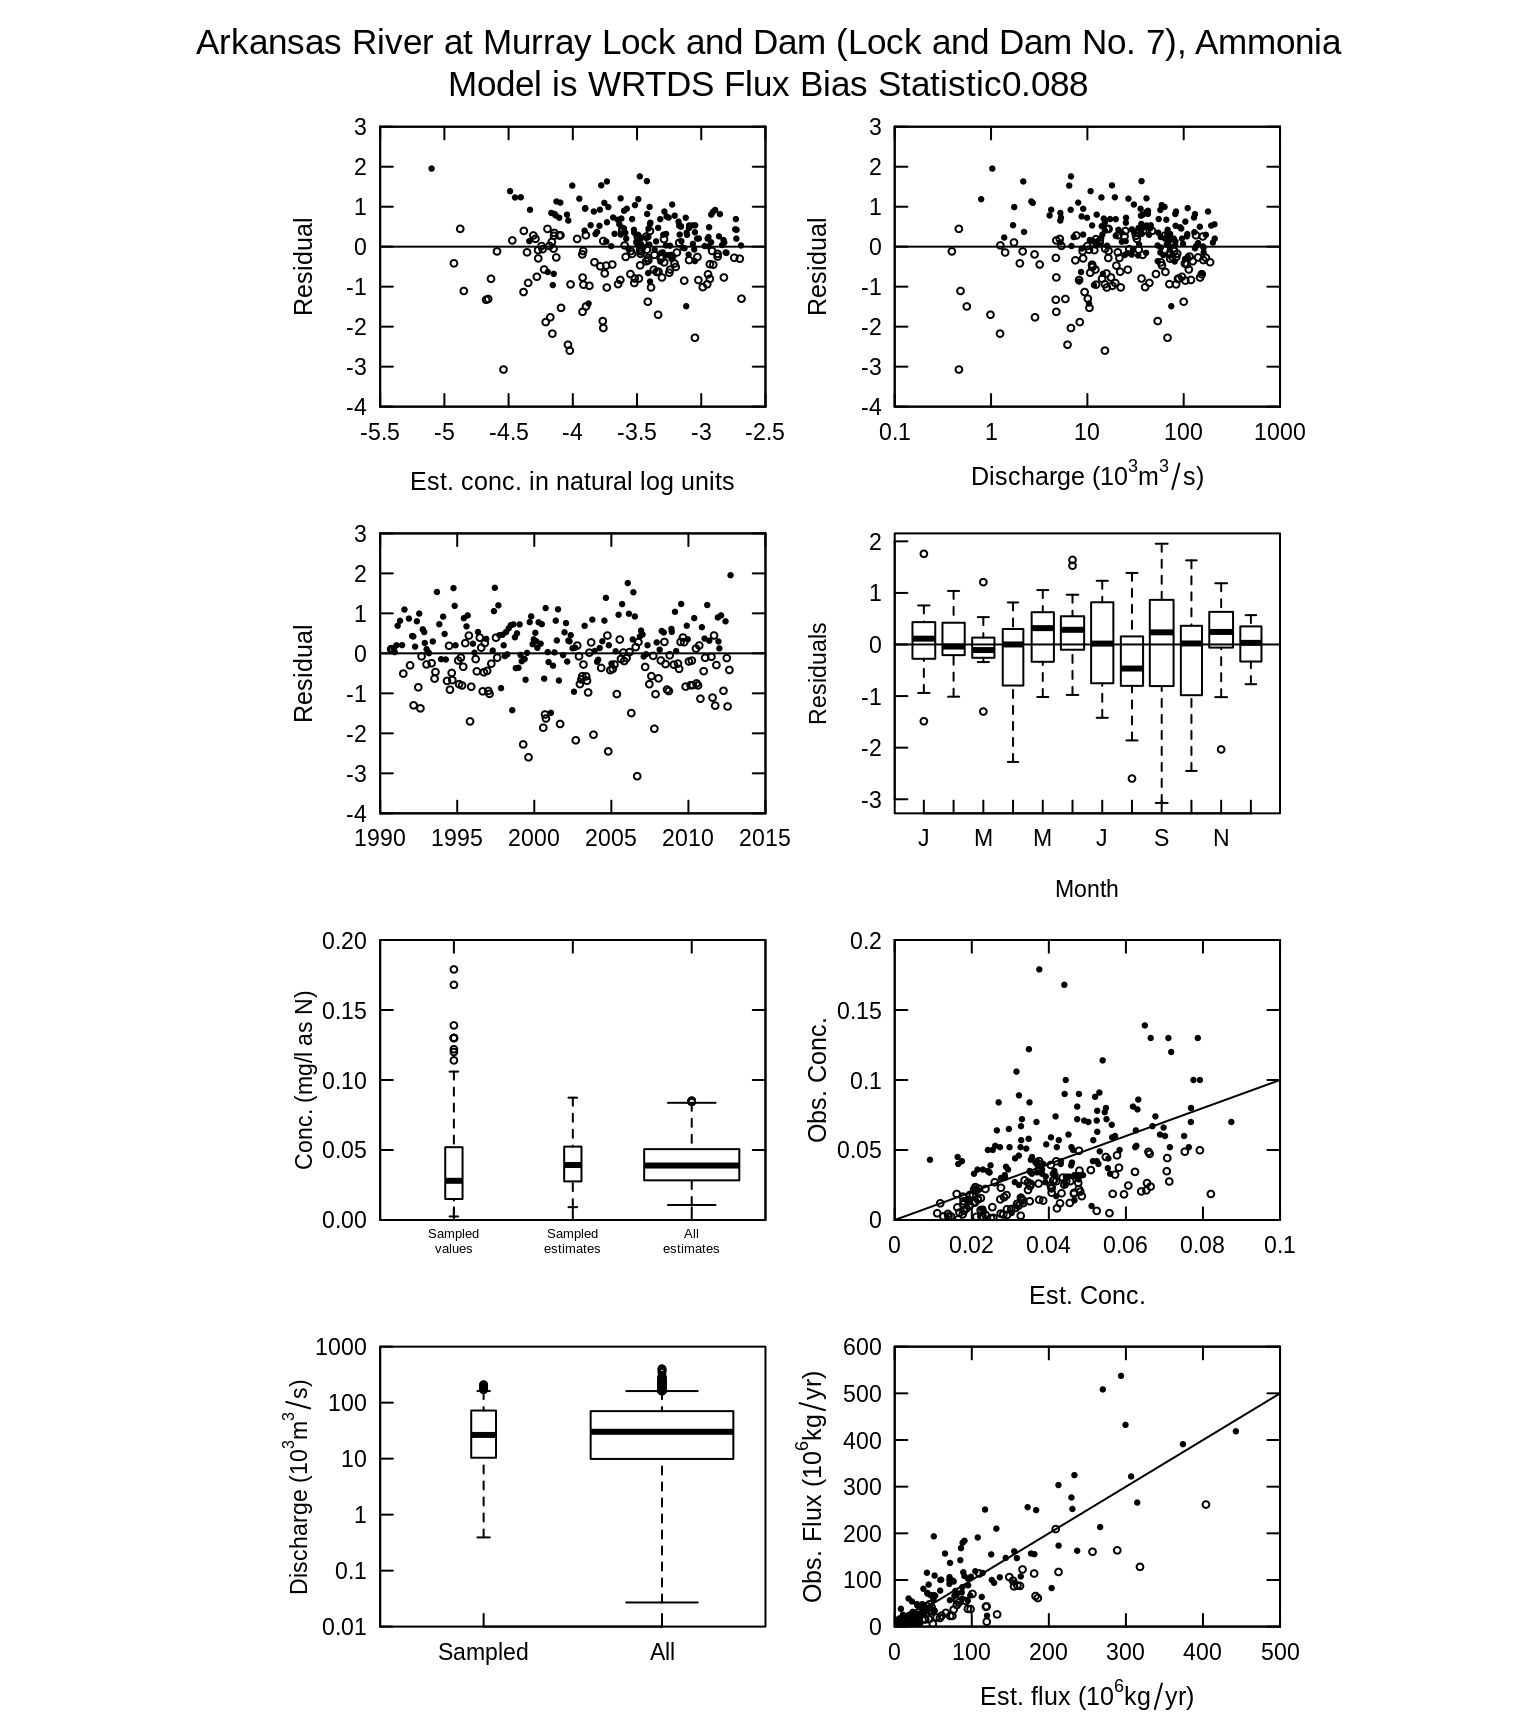 Arkansas River at Murray Lock and Dam (Lock and Dam No. 7), Ammonia
Model is WRTDS Flux Bias Statistic0.088
3
2
1
0
-1
-2
-3
-4
Residual
-5.5 -5 -4.5 -4 -3.5 -3 -2.5
Est. conc. in natural log units
3
2
1
0
-1
-2
-3
-4
Residual
0.1 1 10 100 1000
Discharge (10³m³/s)
3
2
1
0
-1
-2
-3
-4
Residual
1990 1995 2000 2005 2010 2015
2
1
0
-1
-2
-3
Residuals
J M M J S N
Month
0.20
0.15
0.10
0.05
0.00
Conc. (mg/l as N)
Sampled values
Sampled estimates
All estimates
0.2
0.15
0.1
0.05
0
Obs. Conc.
0 0.02 0.04 0.06 0.08 0.1
Est. Conc.
1000
100
10
1
0.1
0.01
Discharge (10³m³/s)
Sampled All
600
500
400
300
200
100
0
Obs. Flux (10⁶kg/yr)
0 100 200 300 400 500
Est. flux (10⁶kg/yr)